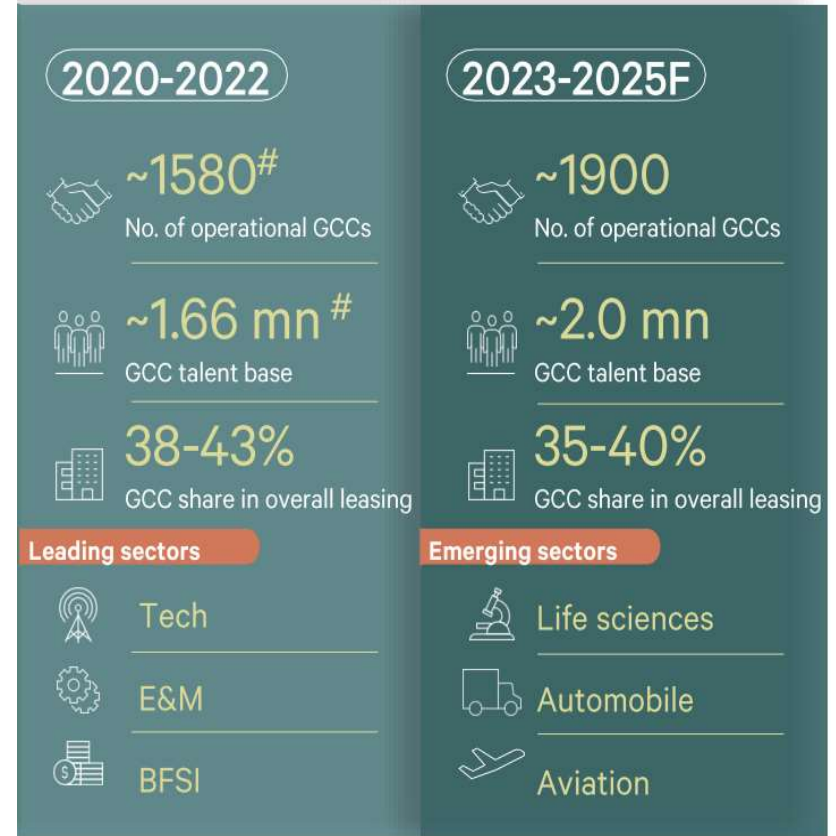 2020-2022
~1580#
No. of operational GCCs
~1.66 mn #
GCC talent base
38-43%
GCC share in overall leasing
Leading sectors
Tech
E&M
BFSI
2023-2025F
~1900
No. of operational GCCs
~2.0 mn
GCC talent base
35-40%
GCC share in overall leasing
Emerging sectors
Life sciences
Automobile
Aviation